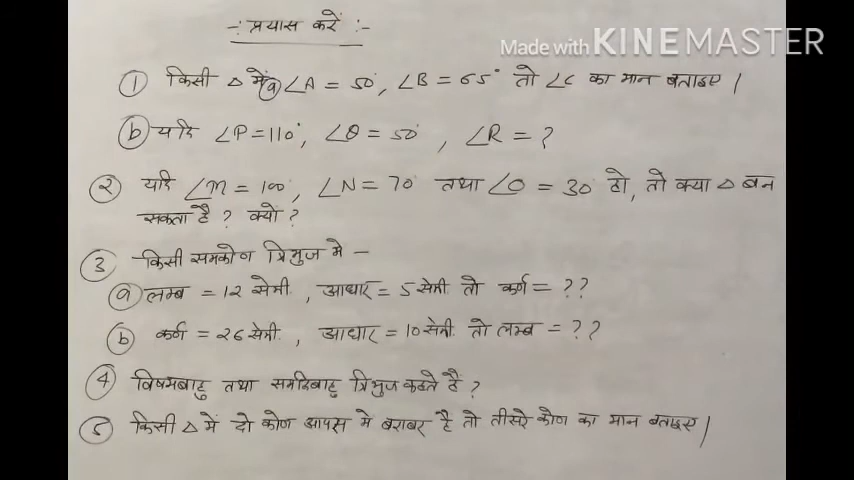 -: प्रयास करें :-
Made with KINEMASTER
① किसी △ में ⓐ ∠A = 50°, ∠B = 65° तो ∠C का मान बताइए |
ⓑ यदि ∠P = 110°, ∠Q = 50°, ∠R = ?
② यदि ∠M = 100°, ∠N = 70° तथा ∠O = 30° हो, तो क्या △ बन
सकता है ? क्यों ?
③ किसी समकोण त्रिभुज मे -
ⓐ लम्ब = 12 सेमी., आधार = 5 सेमी. तो कर्ण = ??
ⓑ कर्ण = 26 सेमी., आधार = 10 सेमी. तो लम्ब = ??
④ विषमबाहु तथा समद्विबाहु त्रिभुज कहते हैं ?
⑤ किसी △ में दो कोण आपस मे बराबर है तो तीसरे कोण का मान बताइए |